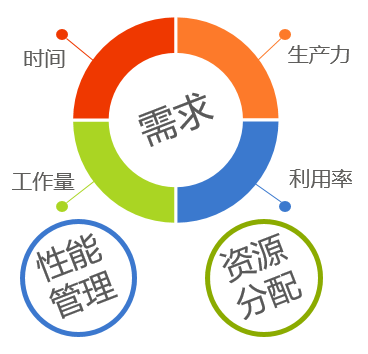 时间
生产力
需求
工作量
利用率
性能
管理
资源
分配